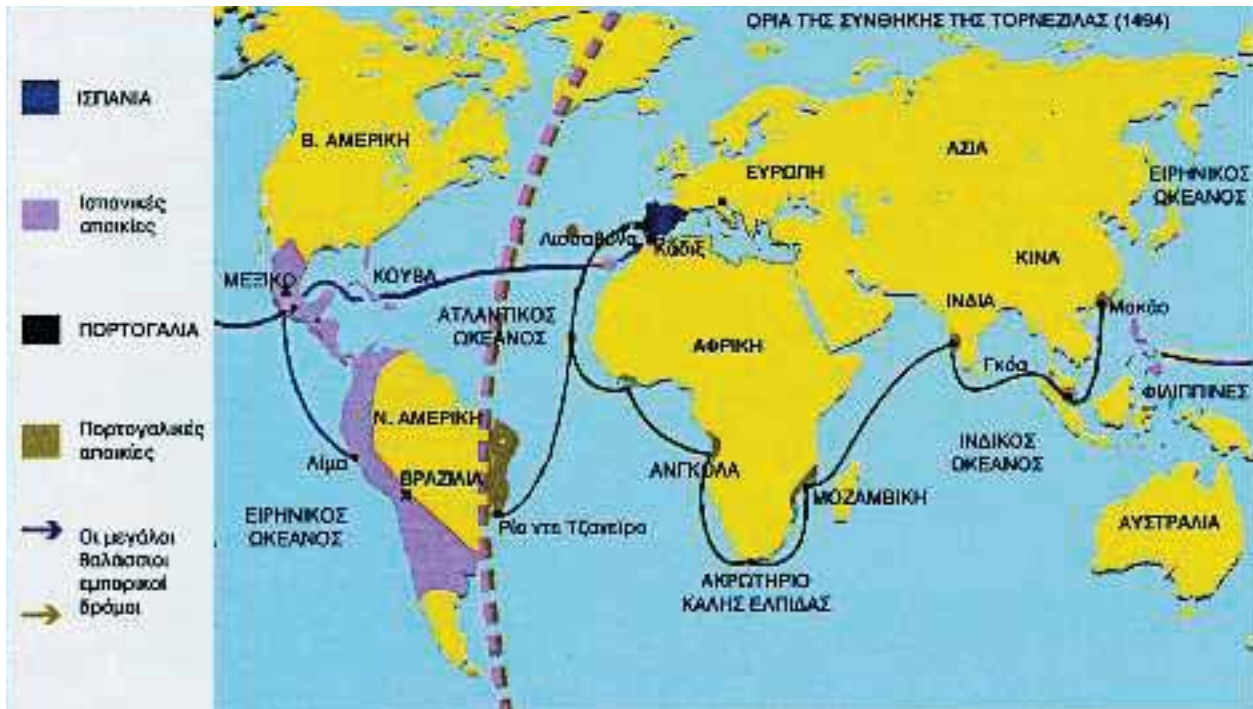 ΟΡΙΑ ΤΗΣ ΣΥΝΘΗΚΗΣ ΤΗΣ ΤΟΡΝΕΖΙΛΑΣ (1494)
ΙΣΠΑΝΙΑ
Ισπανικές
αποικίες
ΠΟΡΤΟΓΑΛΙΑ
Πορτογαλικές
αποικίες
Οι μεγάλοι
θαλάσσιοι
εμπορικοί
δρόμοι
Β. ΑΜΕΡΙΚΗ
ΑΣΙΑ
ΕΥΡΩΠΗ
ΕΙΡΗΝΙΚΟΣ
ΩΚΕΑΝΟΣ
Λισσαβόνα
Κάδιξ
ΜΕΞΙΚΟ
ΚΟΥΒΑ
ΚΙΝΑ
ΙΝΔΙΑ
Μακάο
ΑΤΛΑΝΤΙΚΟΣ
ΩΚΕΑΝΟΣ
ΑΦΡΙΚΗ
Γκόα
ΦΙΛΙΠΠΙΝΕΣ
Ν. ΑΜΕΡΙΚΗ
Λίμα
ΒΡΑΖΙΛΙΑ
ΑΝΓΚΟΛΑ
ΜΟΖΑΜΒΙΚΗ
ΙΝΔΙΚΟΣ
ΩΚΕΑΝΟΣ
ΕΙΡΗΝΙΚΟΣ
ΩΚΕΑΝΟΣ
Ρίο ντε Τζανέιρο
ΑΥΣΤΡΑΛΙΑ
ΑΚΡΩΤΗΡΙΟ
ΚΑΛΗΣ ΕΛΠΙΔΑΣ